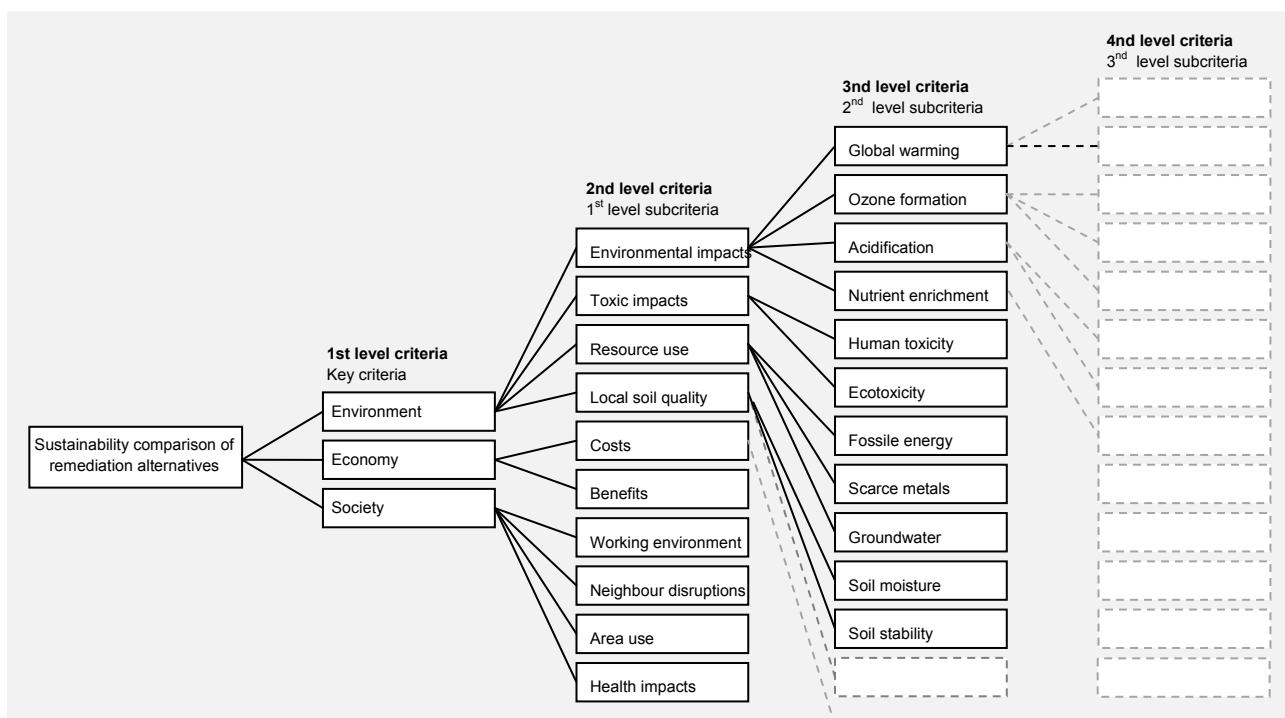 4nd level criteria
3nd level subcriteria
3nd level criteria
2nd level subcriteria
Global warming
Ozone formation
Acidification
Nutrient enrichment
Human toxicity
Ecotoxicity
Fossile energy
Scarce metals
Groundwater
Soil moisture
Soil stability
2nd level criteria
1st level subcriteria
Environmental impacts
Toxic impacts
Resource use
Local soil quality
Costs
Benefits
Working environment
Neighbour disruptions
Area use
Health impacts
1st level criteria
Key criteria
Environment
Economy
Society
Sustainability comparison of
remediation alternatives